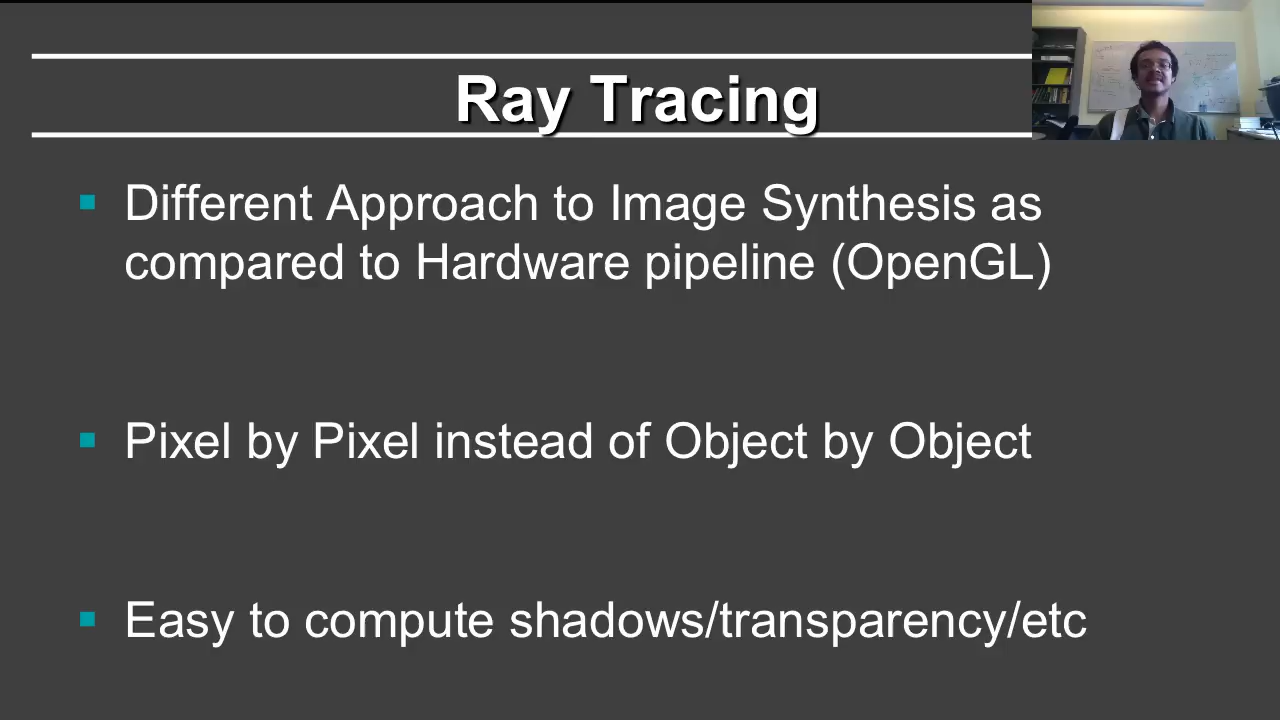 Ray Tracing
Different Approach to Image Synthesis as
compared to Hardware pipeline (OpenGL)
Pixel by Pixel instead of Object by Object
Easy to compute shadows/transparency/etc